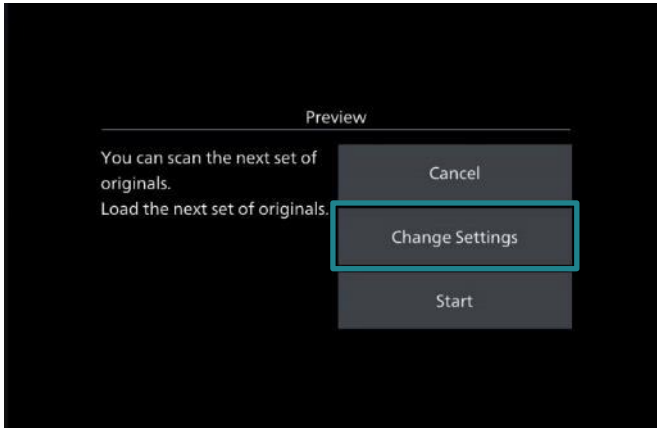 Preview
You can scan the next set of
originals.
Load the next set of originals.
Cancel
Change Settings
Start